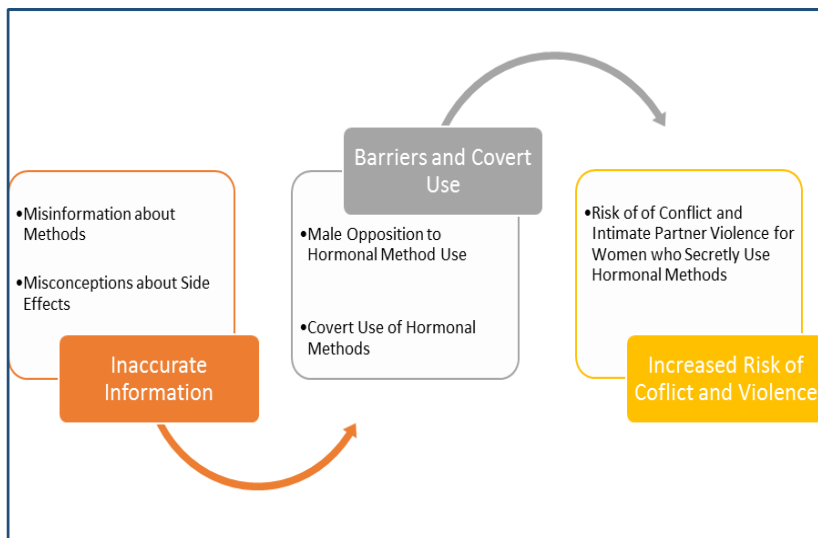 •Misinformation about
Methods
•Misconceptions about Side
Effects
Inaccurate
Information
Barriers and Covert
Use
•Male Opposition to
Hormonal Method Use
•Covert Use of Hormonal
Methods
•Risk of of Conflict and
Intimate Partner Violence for
Women who Secretly Use
Hormonal Methods
Increased Risk of
Coflict and Violence